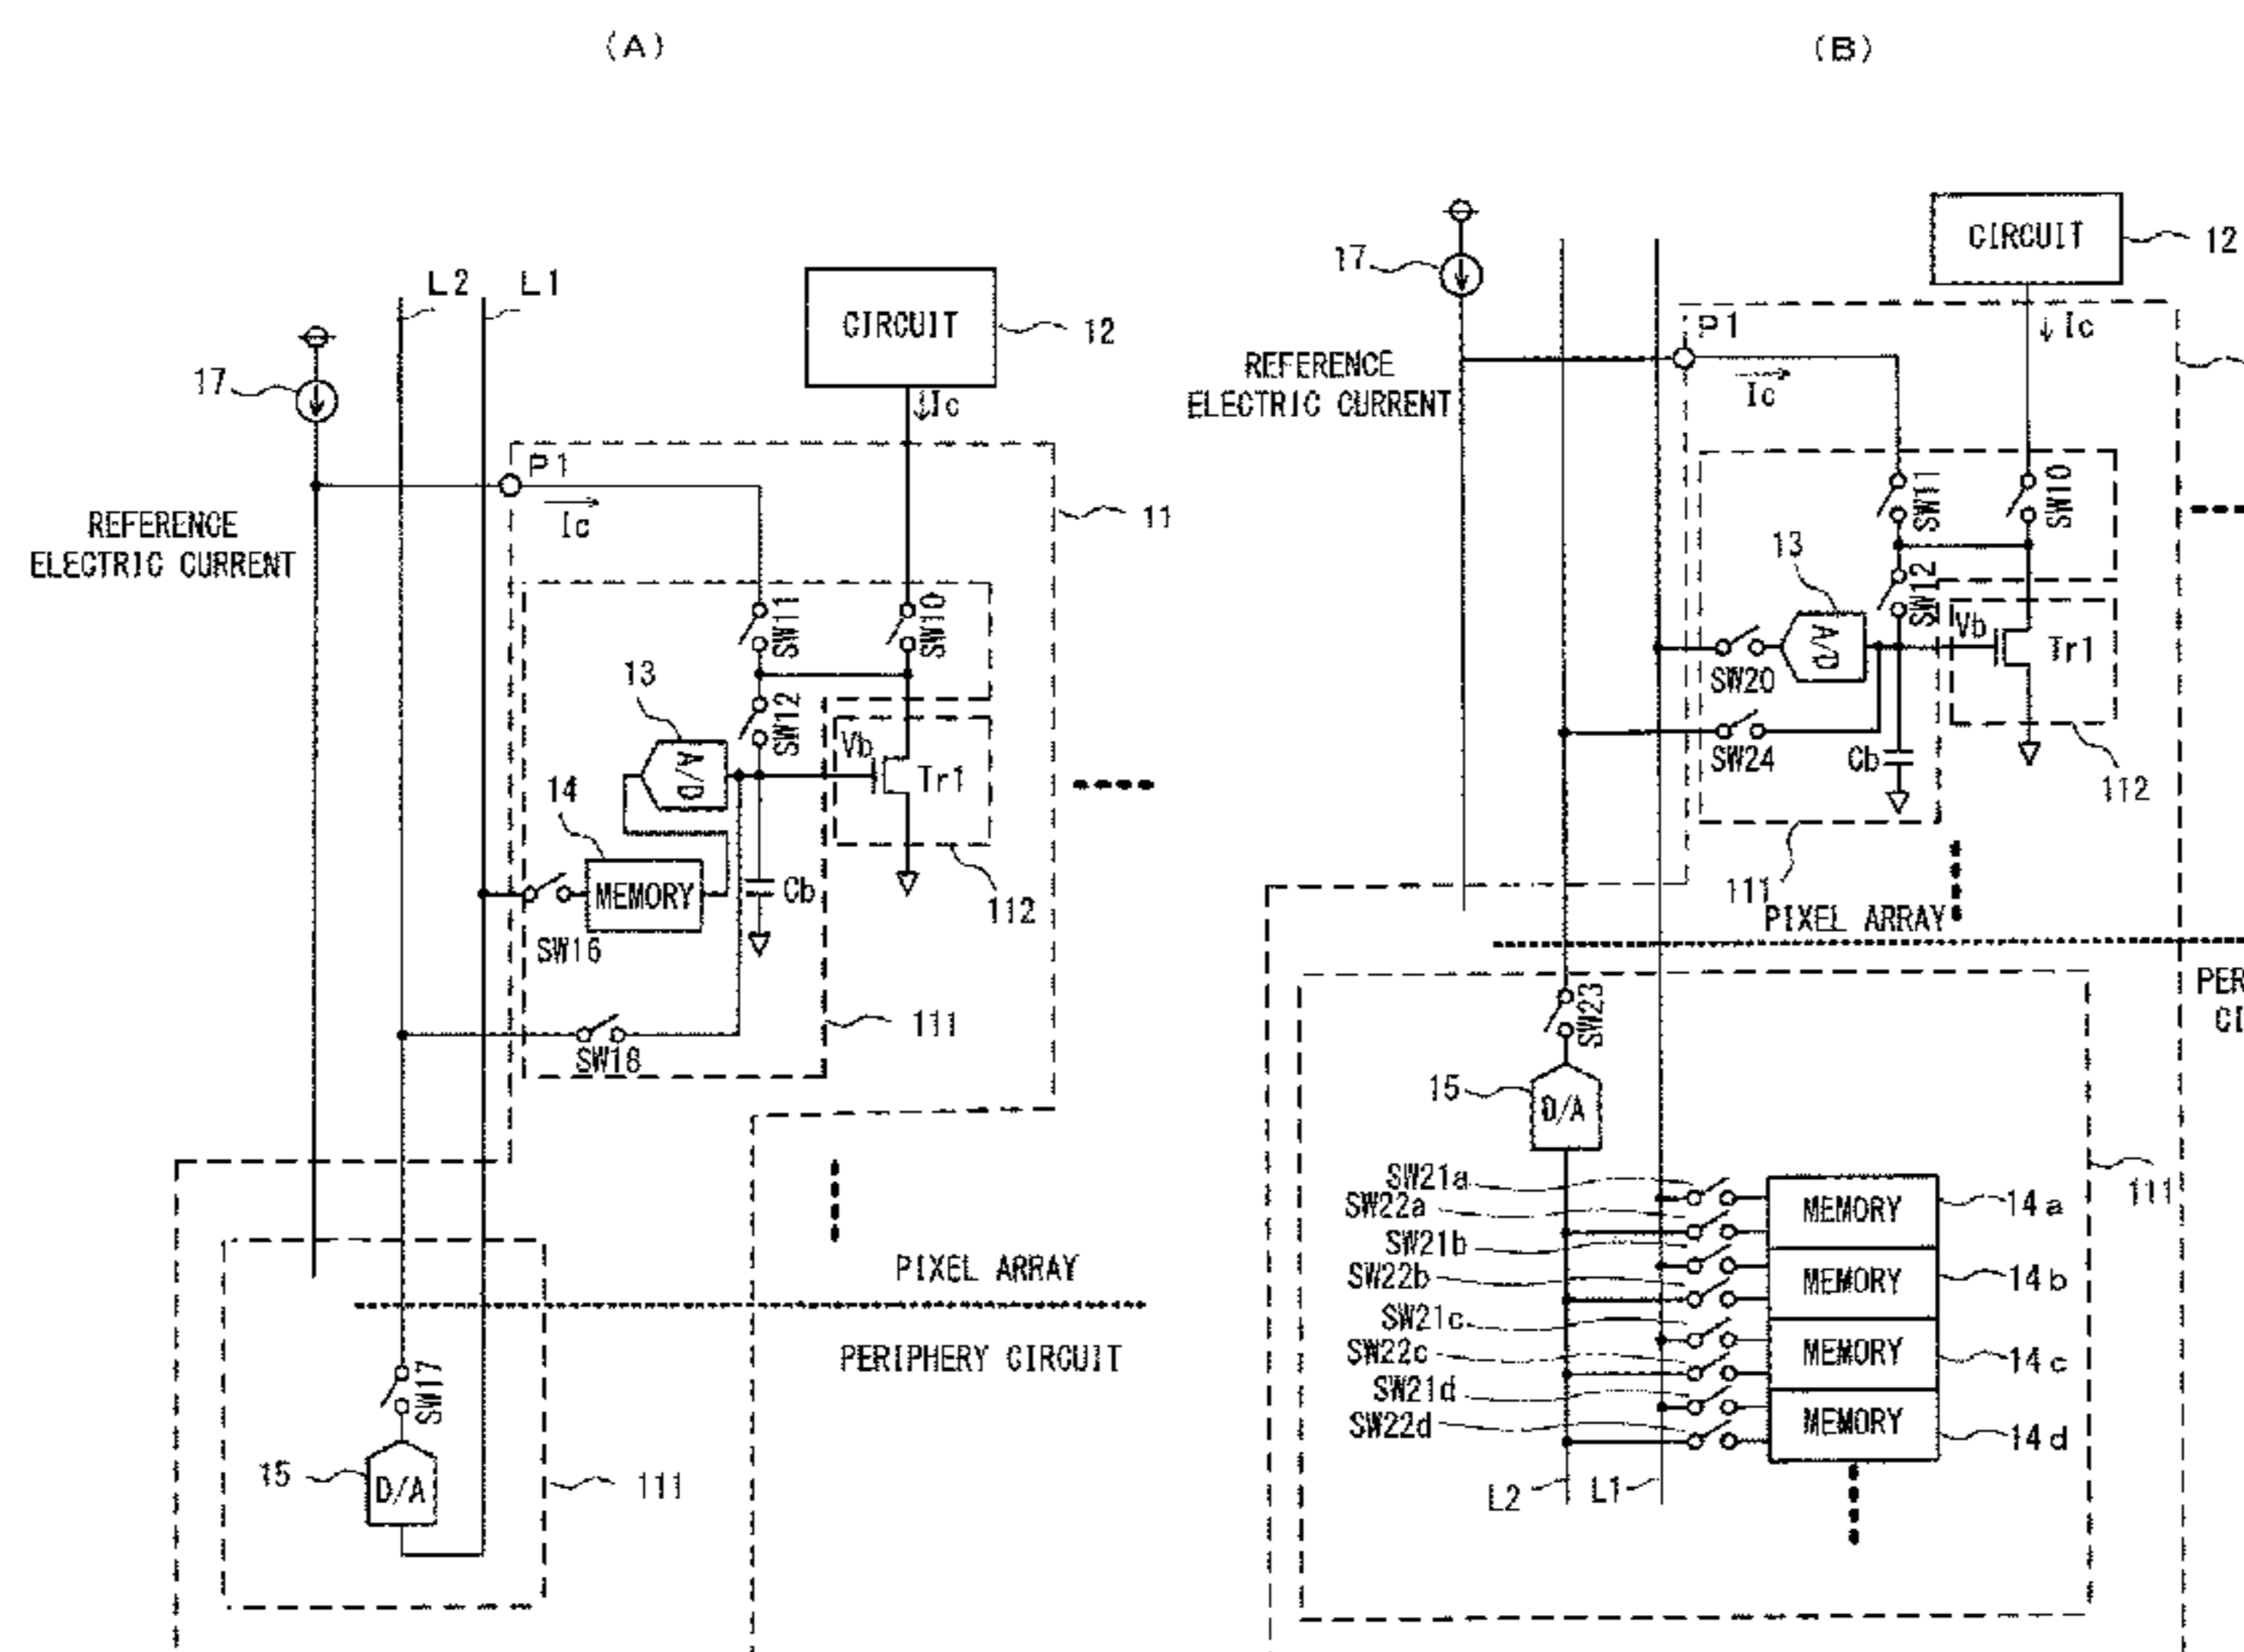 (A)
L2
L1
CIRCUIT
12
17
Ic
P1
REFERENCE
ELECTRIC CURRENT
Ic
11
SW11
SW10
13
A/D
SW12
Vb
Tr1
14
MEMORY
Cb
112
SW16
SW18
111
PIXEL ARRAY
PERIPHERY CIRCUIT
SW17
15
D/A
111
(B)
CIRCUIT
12
17
P1
Ic
REFERENCE
ELECTRIC CURRENT
Ic
SW11
SW10
13
A/D
SW12
Vb
Tr1
SW20
SW24
Cb
112
111
PIXEL ARRAY
SW23
15
D/A
SW21a
SW22a
MEMORY
14a
111
SW21b
SW22b
MEMORY
14b
SW21c
SW22c
MEMORY
14c
SW21d
SW22d
MEMORY
14d
L2
L1